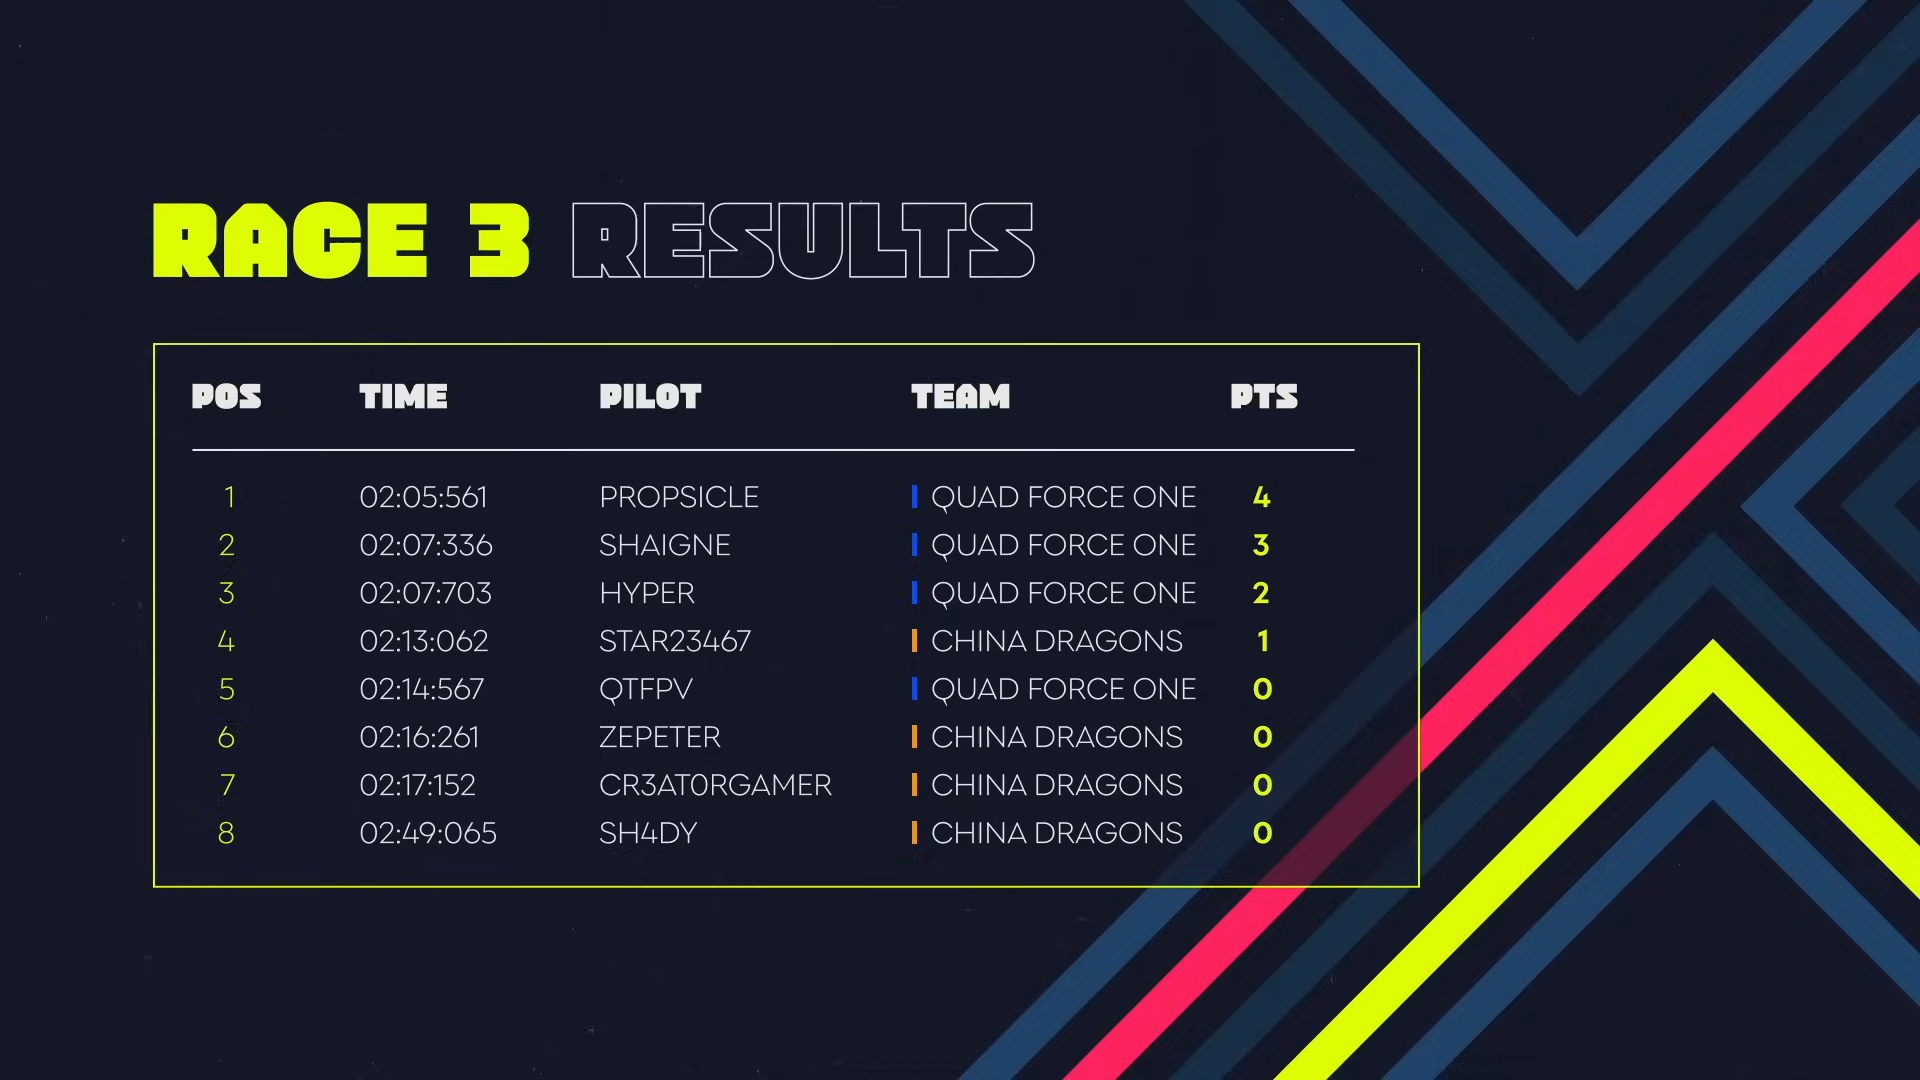 RACE 3 RESULTS
POS TIME PILOT TEAM PTS
1 02:05:561 PROPSICLE QUAD FORCE ONE 4
2 02:07:336 SHAIGNE QUAD FORCE ONE 3
3 02:07:703 HYPER QUAD FORCE ONE 2
4 02:13:062 STAR23467 CHINA DRAGONS 1
5 02:14:567 QTFPV QUAD FORCE ONE 0
6 02:16:261 ZEPETER CHINA DRAGONS 0
7 02:17:152 CR3AT0RGAMER CHINA DRAGONS 0
8 02:49:065 SH4DY CHINA DRAGONS 0